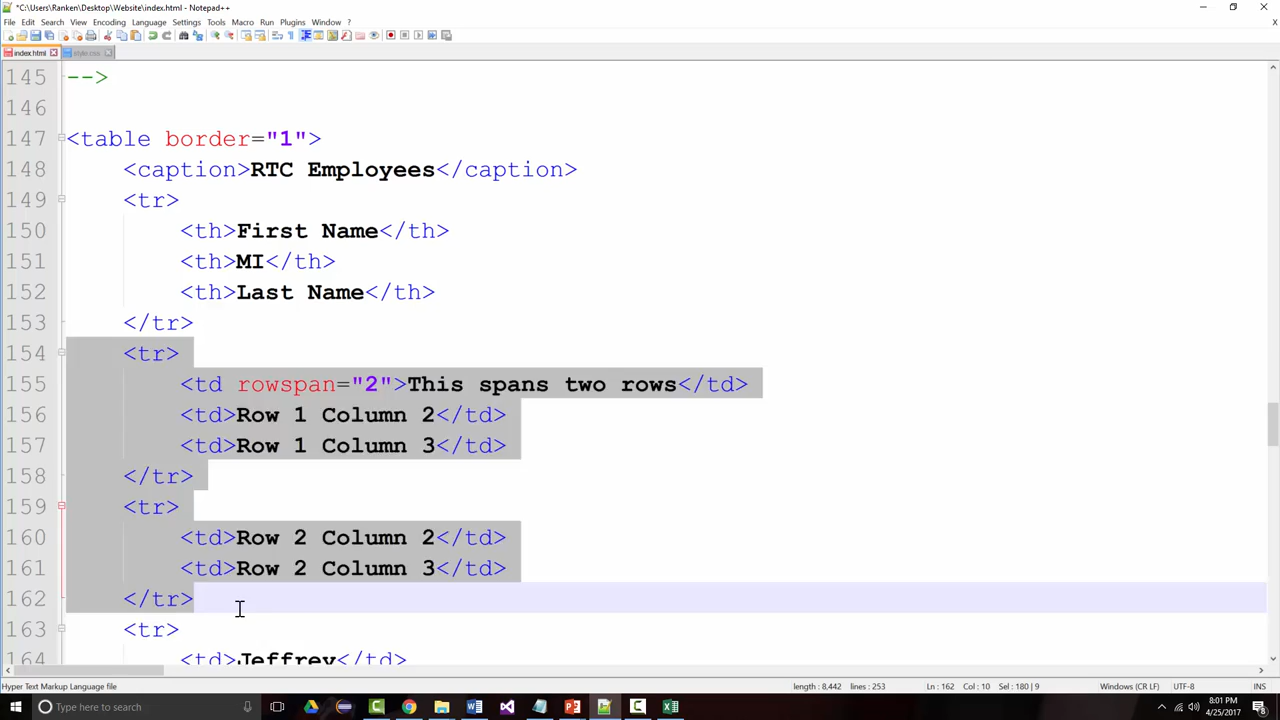 *C:\Users\Ranken\Desktop\Website\index.html - Notepad++
File Edit Search View Encoding Language Settings Tools Macro Run Plugins Window ?
index.html style.css
145 -->
146
147 <table border="1">
148 <caption>RTC Employees</caption>
149 <tr>
150 <th>First Name</th>
151 <th>MI</th>
152 <th>Last Name</th>
153 </tr>
154 <tr>
155 <td rowspan="2">This spans two rows</td>
156 <td>Row 1 Column 2</td>
157 <td>Row 1 Column 3</td>
158 </tr>
159 <tr>
160 <td>Row 2 Column 2</td>
161 <td>Row 2 Column 3</td>
162 </tr>
163 <tr>
164 <td>Jeffrey</td>
Hyper Text Markup Language file length : 8,442 lines : 253 Ln : 162 Col : 10 Sel : 180 | 9 Windows (CR LF) UTF-8 INS
Type here to search
8:01 PM
4/25/2017